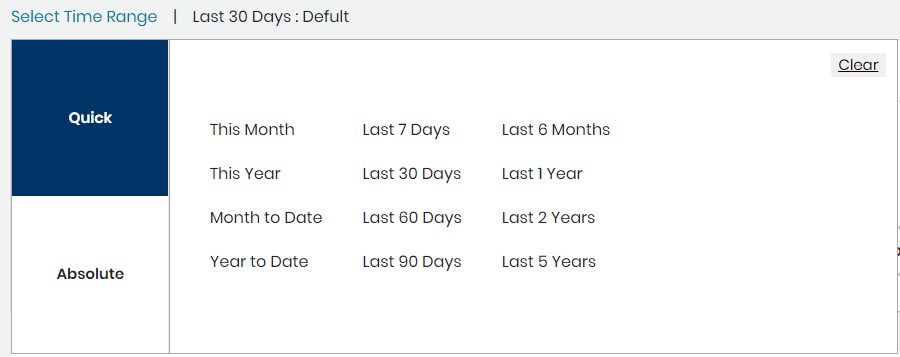 Select Time Range | Last 30 Days : Defult
Clear
Quick
This Month Last 7 Days Last 6 Months
This Year Last 30 Days Last 1 Year
Month to Date Last 60 Days Last 2 Years
Year to Date Last 90 Days Last 5 Years
Absolute